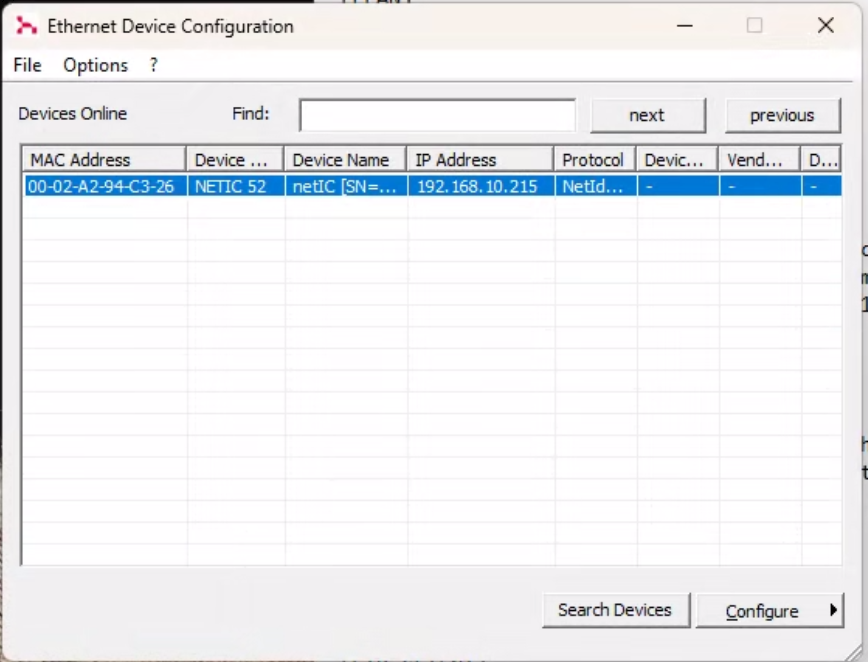 Ethernet Device Configuration
File Options ?
Devices Online Find: next previous
MAC Address Device ... Device Name IP Address Protocol Devic... Vend... D...
00-02-A2-94-C3-26 NETIC 52 netIC [SN=... 192.168.10.215 NetId... - - -
Search Devices Configure